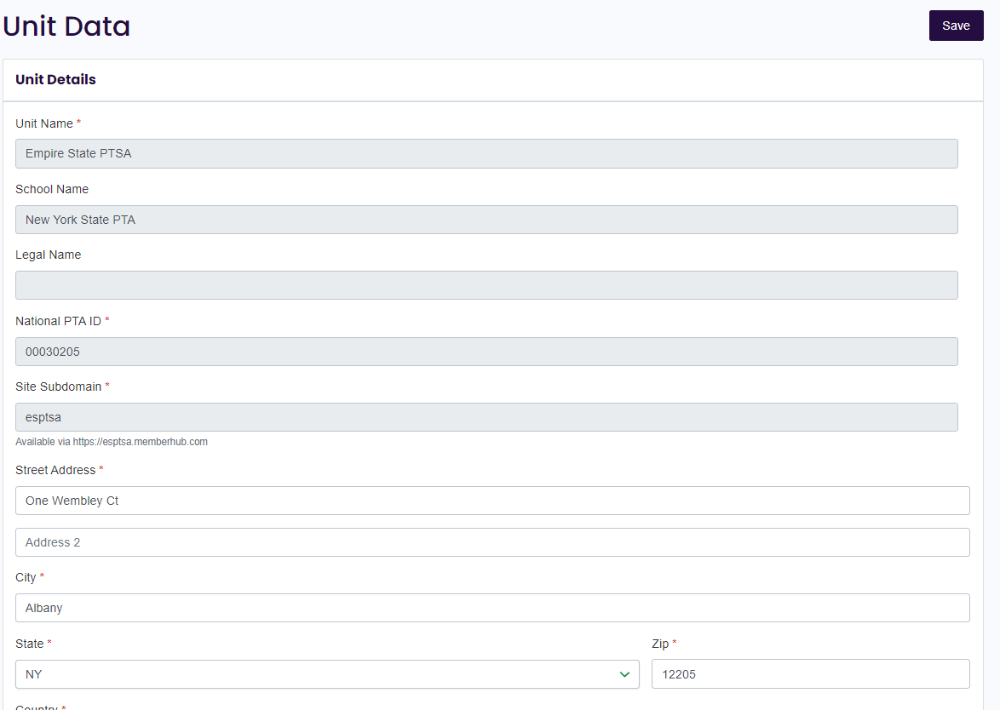 Unit Data
Save
Unit Details
Unit Name *
Empire State PTSA
School Name
New York State PTA
Legal Name
National PTA ID *
00030205
Site Subdomain *
esptsa
Available via https://esptsa.memberhub.com
Street Address *
One Wembley Ct
Address 2
City *
Albany
State *
Zip *
NY
12205
Country *